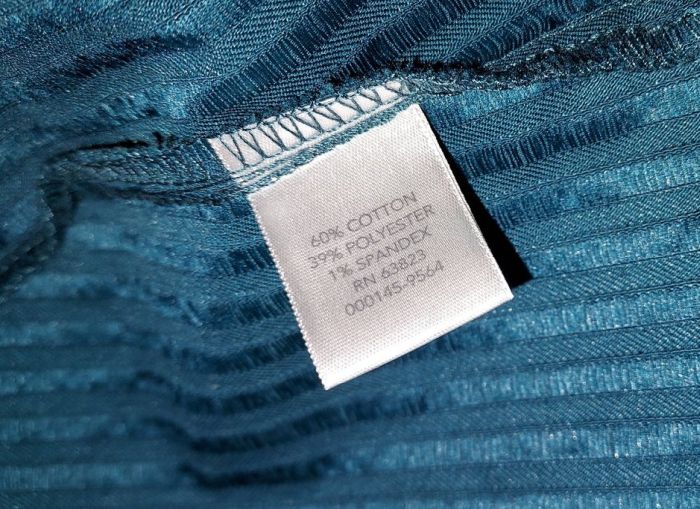 60% COTTON
39% POLYESTER
1% SPANDEX
RN 63823
000145-9564